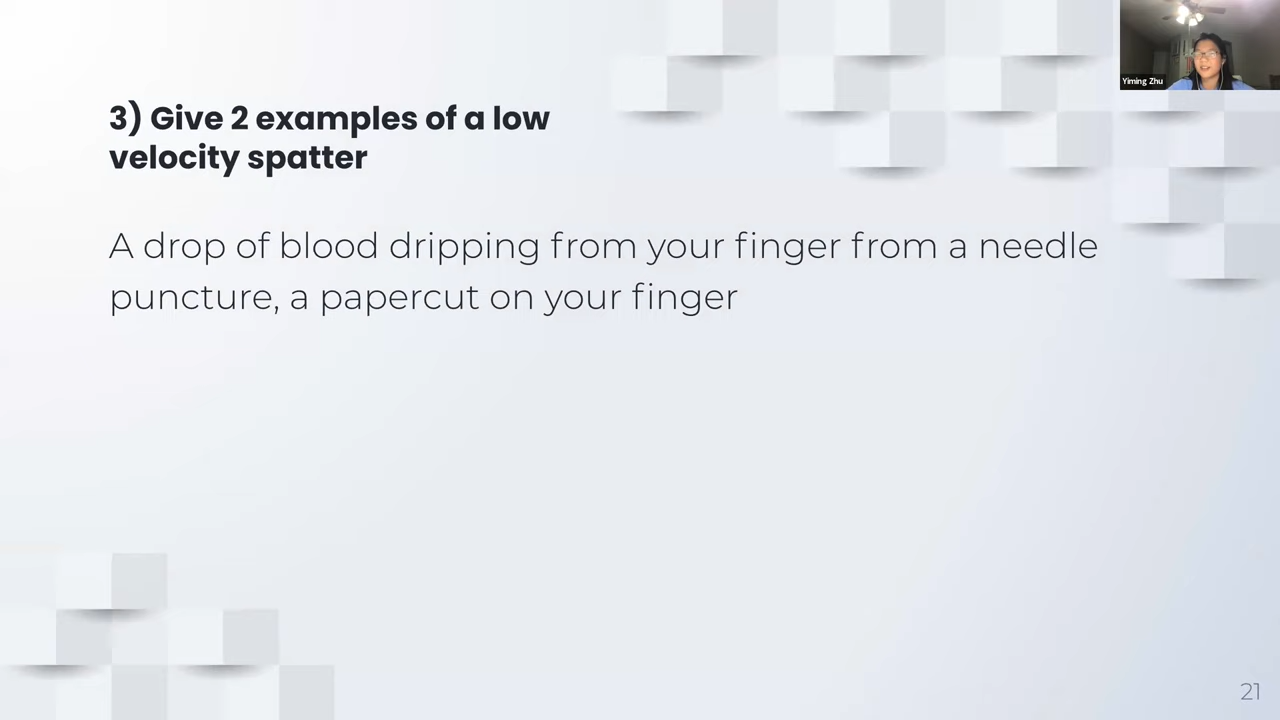 Yiming Zhu
3) Give 2 examples of a low
velocity spatter
A drop of blood dripping from your finger from a needle
puncture, a papercut on your finger
21